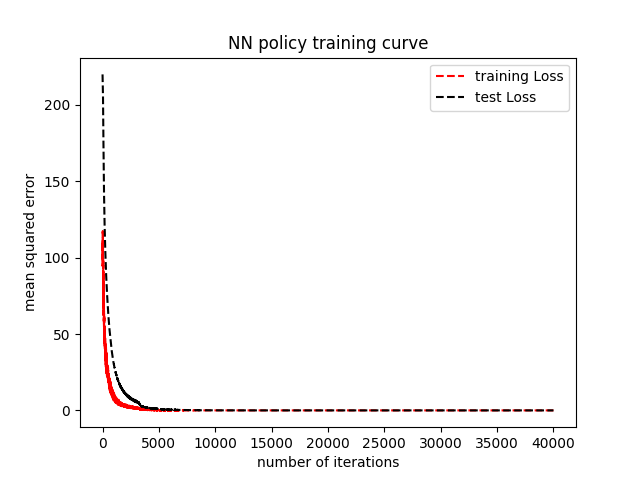 NN policy training curve
training Loss
test Loss
mean squared error
200
150
100
50
0
0 5000 10000 15000 20000 25000 30000 35000 40000
number of iterations